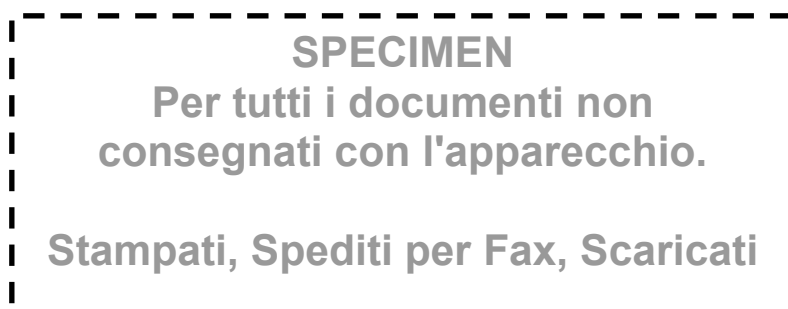 SPECIMEN
Per tutti i documenti non
consegnati con l'apparecchio.
Stampati, Spediti per Fax, Scaricati